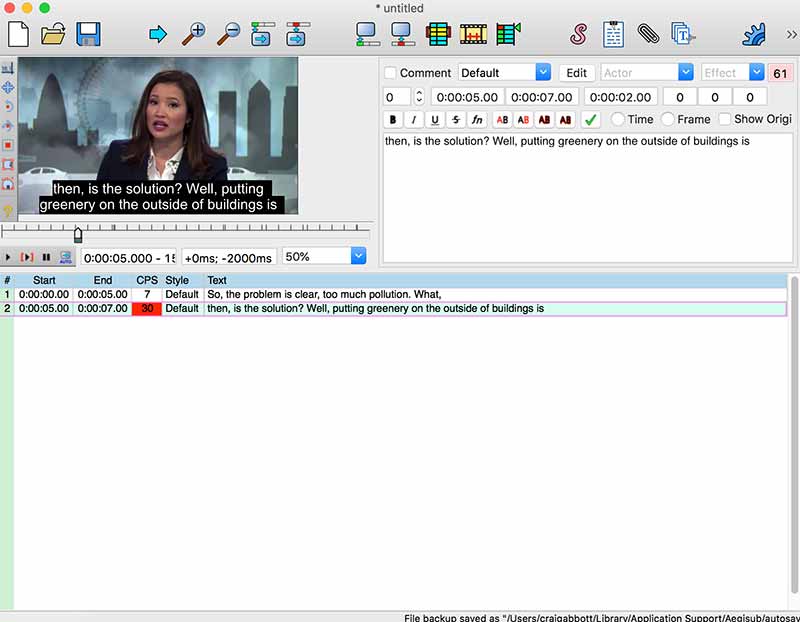 * untitled
Comment Default Edit Actor Effect 61
0 0:00:05.00 0:00:07.00 0:00:02.00 0 0 0
B I U S fn AB AB AB AB Time Frame Show Origi
then, is the solution? Well, putting greenery on the outside of buildings is
then, is the solution? Well, putting
greenery on the outside of buildings is
AUTO 0:00:05.000 - 15 +0ms; -2000ms 50%
# Start End CPS Style Text
1 0:00:00.00 0:00:05.00 7 Default So, the problem is clear, too much pollution. What,
2 0:00:05.00 0:00:07.00 30 Default then, is the solution? Well, putting greenery on the outside of buildings is
File backup saved as "/Users/craigabbott/Library/Application Support/Aegisub/autosav